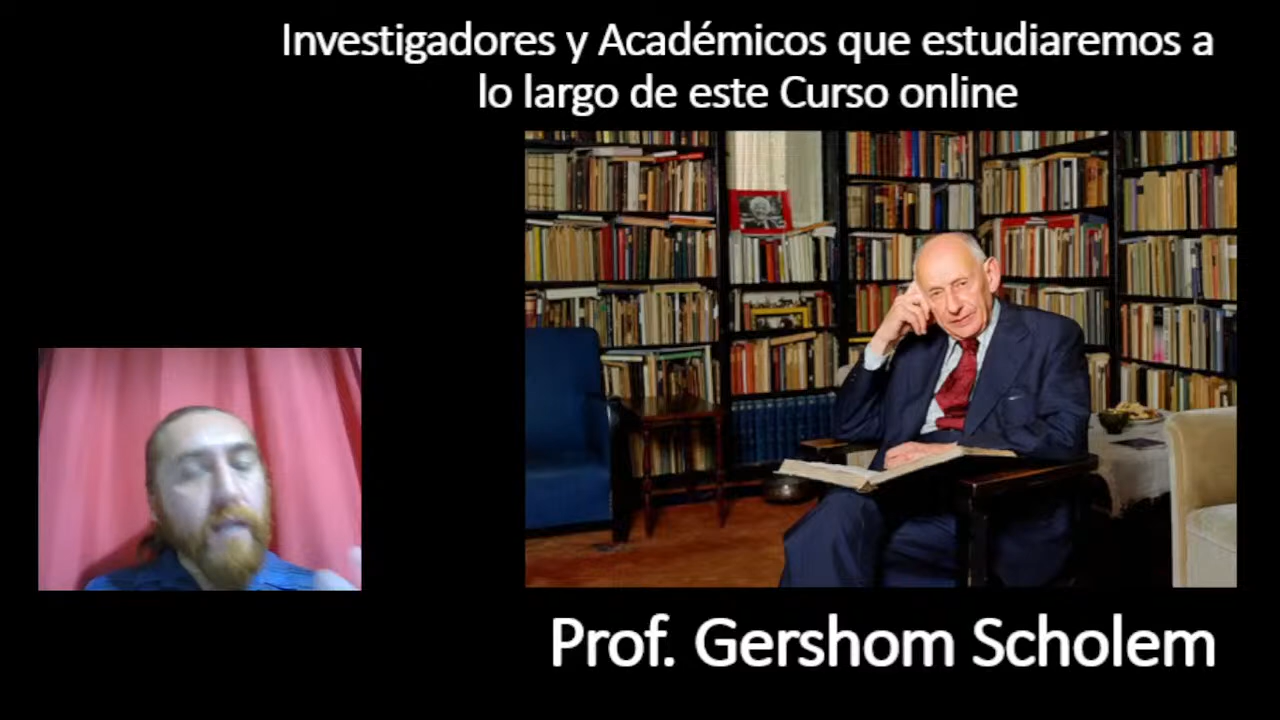 Investigadores y Académicos que estudiaremos a
lo largo de este Curso online
Prof. Gershom Scholem